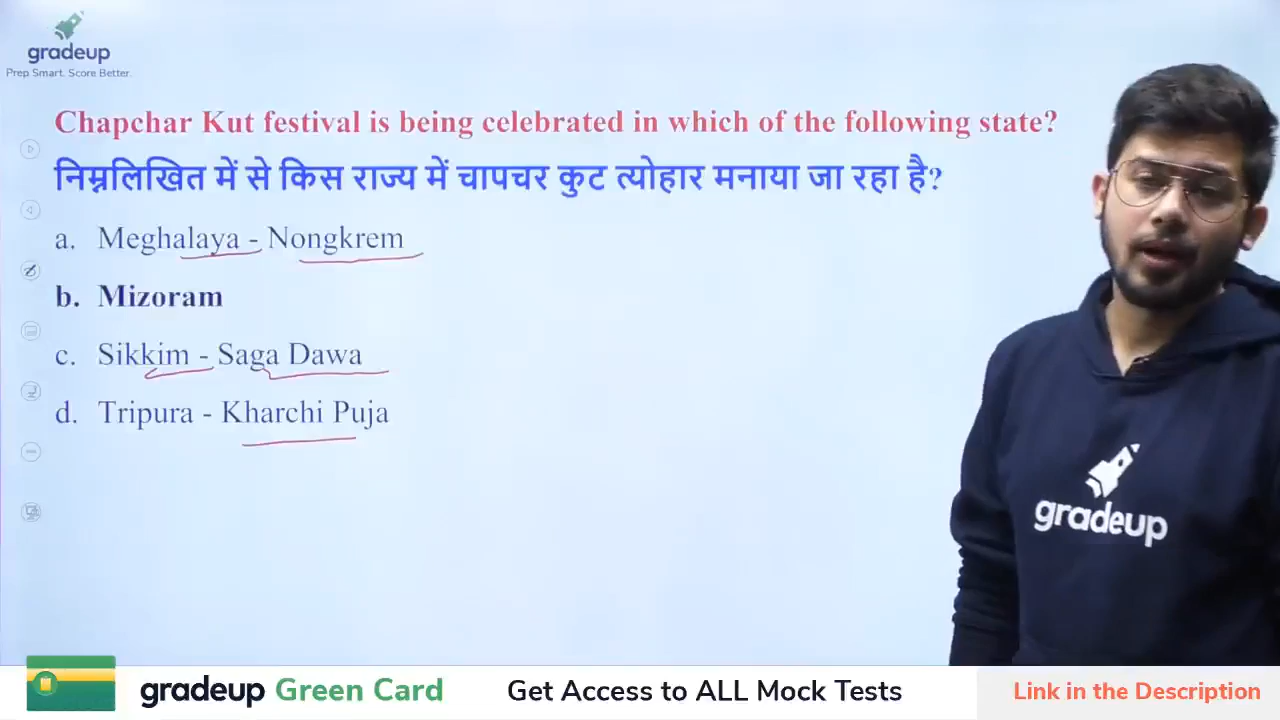 gradeup
Prep Smart. Score Better.
Chapchar Kut festival is being celebrated in which of the following state?
निम्नलिखित में से किस राज्य में चापचर कुट त्योहार मनाया जा रहा है?
a. Meghalaya - Nongkrem
b. Mizoram
c. Sikkim - Saga Dawa
d. Tripura - Kharchi Puja
gradeup
gradeup Green Card Get Access to ALL Mock Tests Link in the Description